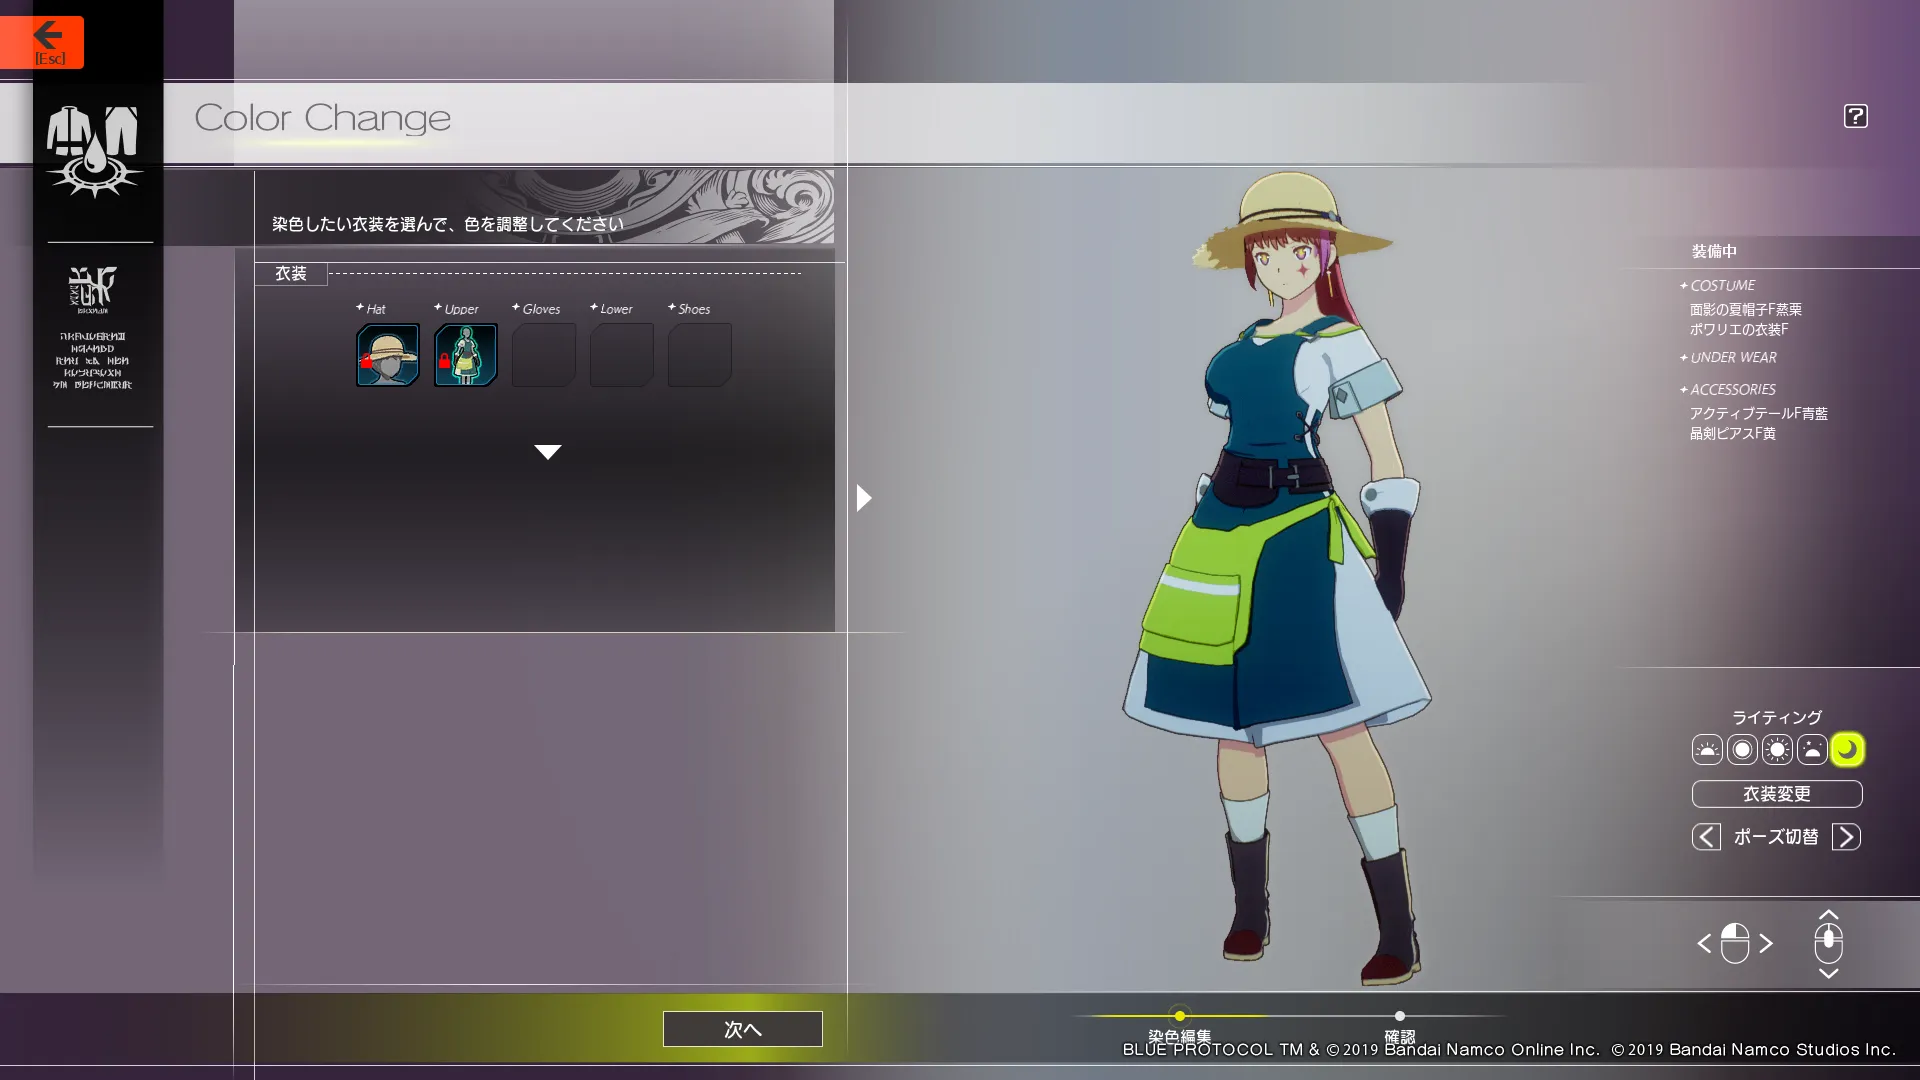 [Esc]
Color Change
?
染色したい衣装を選んで、色を調整してください
衣装
Hat
Upper
Gloves
Lower
Shoes
装備中
COSTUME
面影の夏帽子F蒸栗
ポワリエの衣装F
UNDER WEAR
ACCESSORIES
アクティブテールF青藍
晶剣ピアスF黄
ライティング
衣装変更
ポーズ切替
次へ
染色編集
確認
BLUE PROTOCOL TM & ©2019 Bandai Namco Online Inc. ©2019 Bandai Namco Studios Inc.